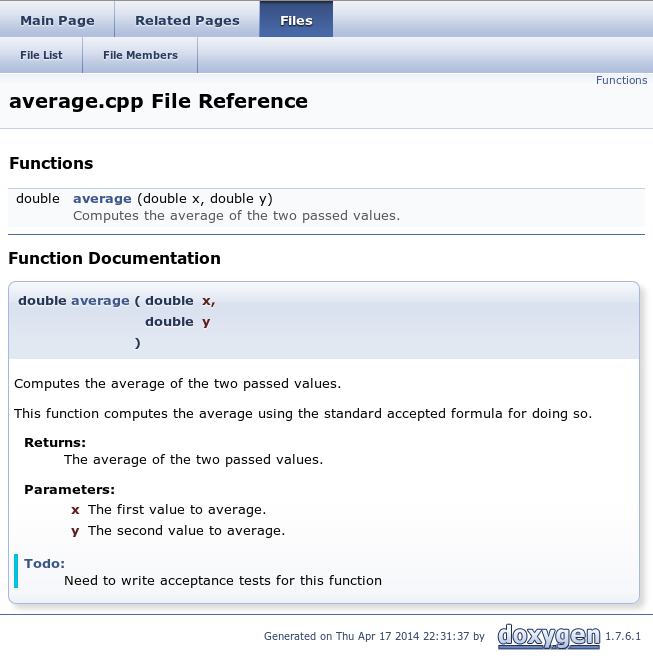 Main Page Related Pages Files
File List File Members
Functions
average.cpp File Reference
Functions
double average (double x, double y)
Computes the average of the two passed values.
Function Documentation
double average ( double x,
double y
)
Computes the average of the two passed values.
This function computes the average using the standard accepted formula for doing so.
Returns:
The average of the two passed values.
Parameters:
x The first value to average.
y The second value to average.
Todo:
Need to write acceptance tests for this function
Generated on Thu Apr 17 2014 22:31:37 by doxygen 1.7.6.1